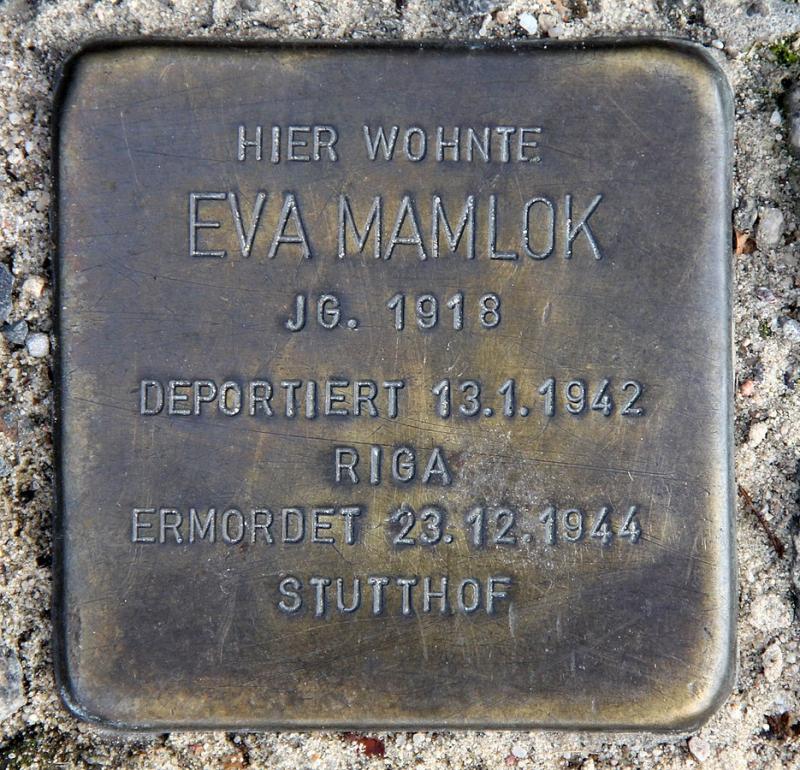 HIER WOHNTE
EVA MAMLOK
JG. 1918
DEPORTIERT 13.1.1942
RIGA
ERMORDET 23.12.1944
STUTTHOF